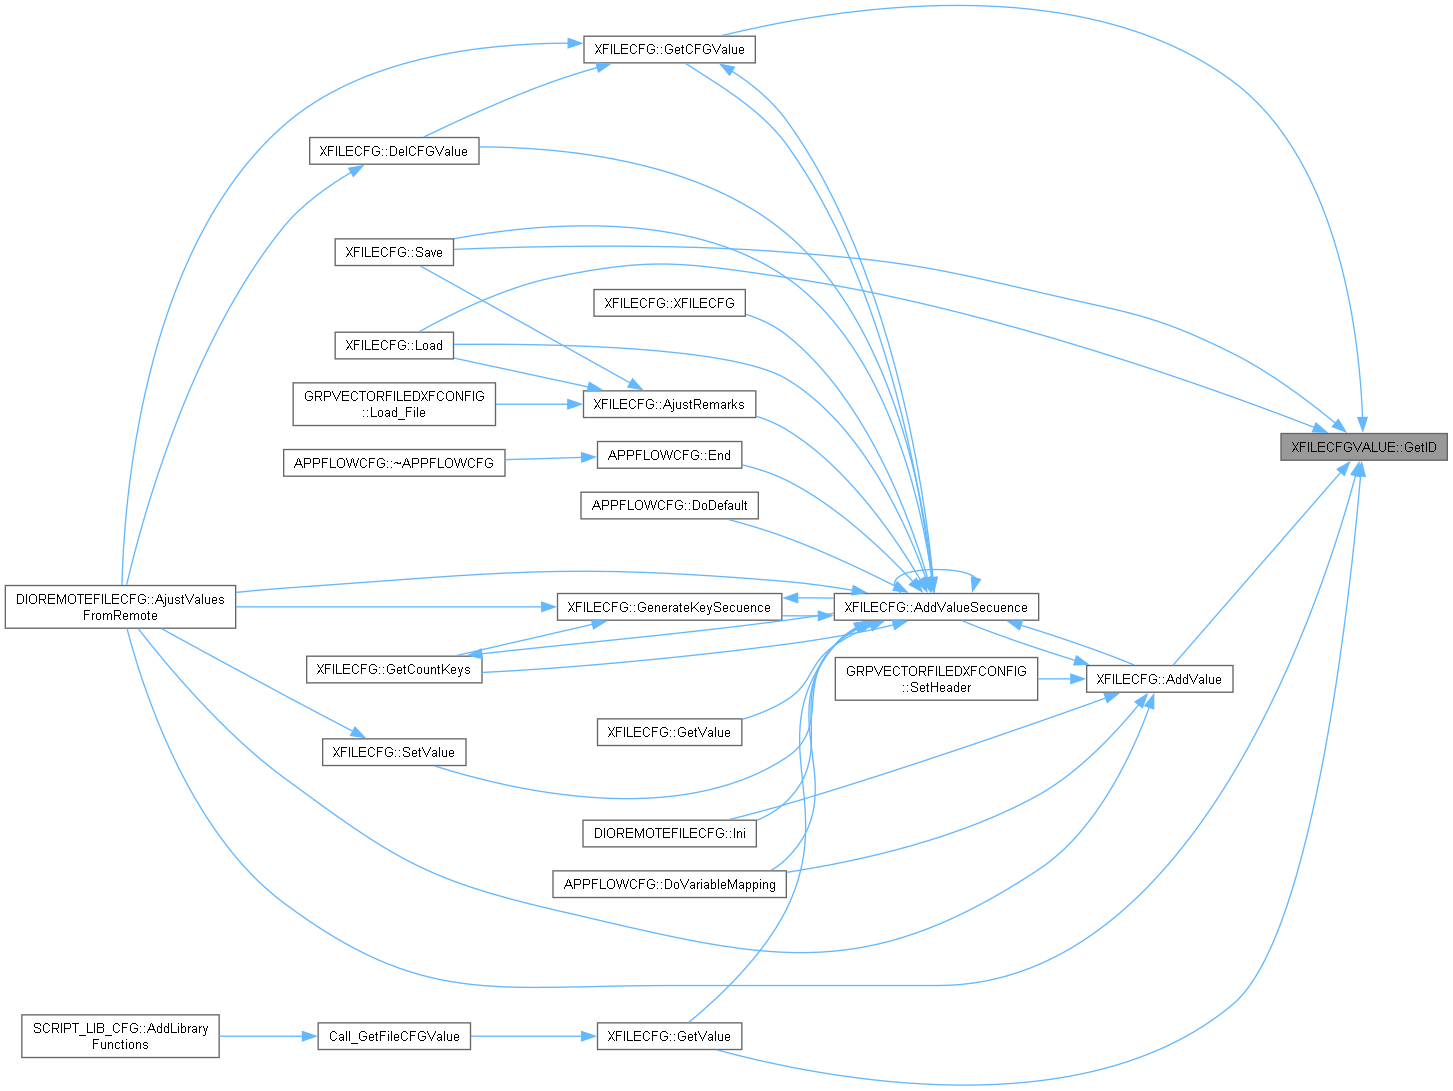 XFILECFG::GetCFGValue
XFILECFG::DelCFGValue
XFILECFG::Save
XFILECFG::XFILECFG
XFILECFG::Load
GRPVECTORFILEDXFCONFIG
::Load_File
XFILECFG::AjustRemarks
APPFLOWCFG::~APPFLOWCFG
APPFLOWCFG::End
XFILECFGVALUE::GetID
APPFLOWCFG::DoDefault
DIOREMOTEFILECFG::AjustValues
FromRemote
XFILECFG::GenerateKeySecuence
XFILECFG::AddValueSecuence
XFILECFG::GetCountKeys
GRPVECTORFILEDXFCONFIG
::SetHeader
XFILECFG::AddValue
XFILECFG::GetValue
XFILECFG::SetValue
DIOREMOTEFILECFG::Ini
APPFLOWCFG::DoVariableMapping
SCRIPT_LIB_CFG::AddLibrary
Functions
Call_GetFileCFGValue
XFILECFG::GetValue